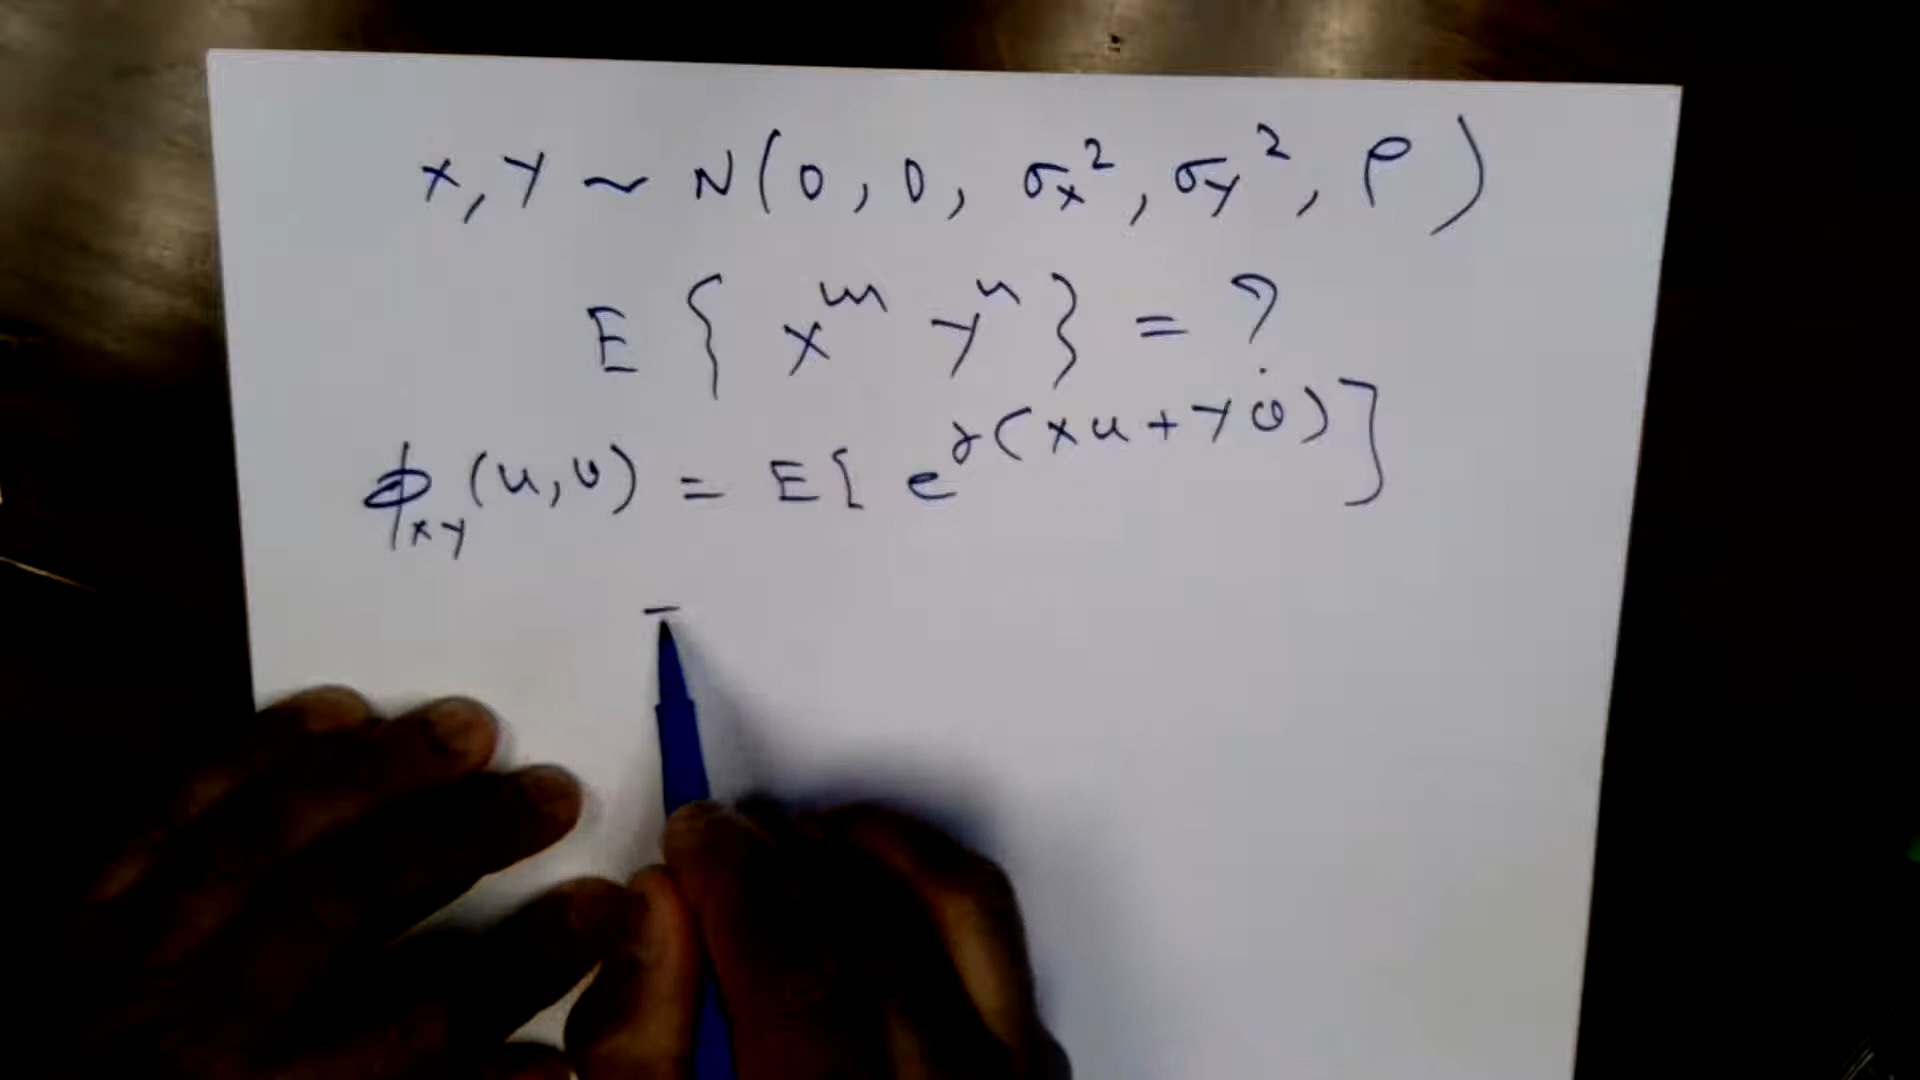 x, y ~ N(0, 0, σx², σy², ρ)
E { x^m y^n } = ?
ϕxy(u, v) = E[ e^j(xu + yv) ]